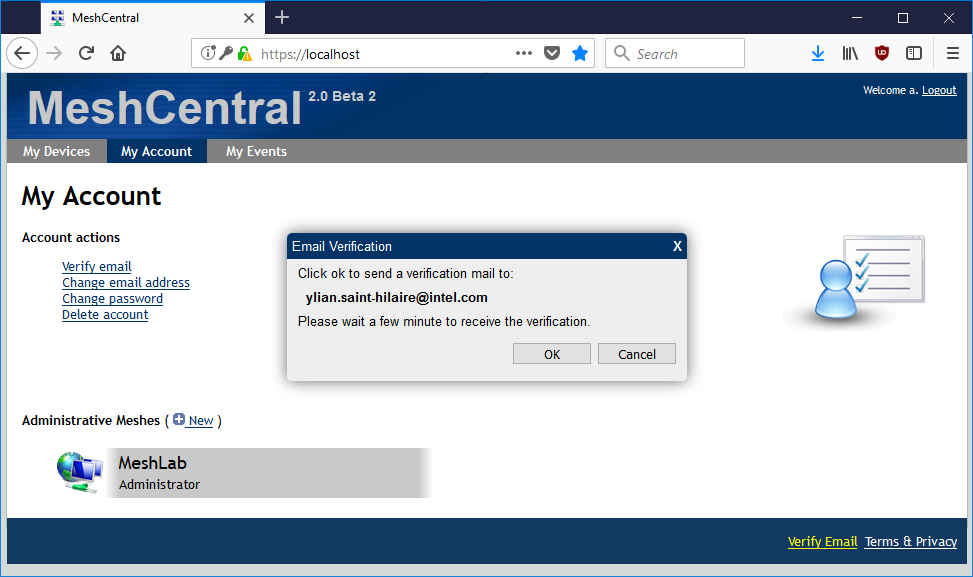 MeshCentral
https://localhost
Search
MeshCentral 2.0 Beta 2
Welcome a. Logout
My Devices My Account My Events
My Account
Account actions
Verify email
Change email address
Change password
Delete account
Email Verification X
Click ok to send a verification mail to:
ylian.saint-hilaire@intel.com
Please wait a few minute to receive the verification.
OK Cancel
Administrative Meshes ( New )
MeshLab
Administrator
Verify Email Terms & Privacy